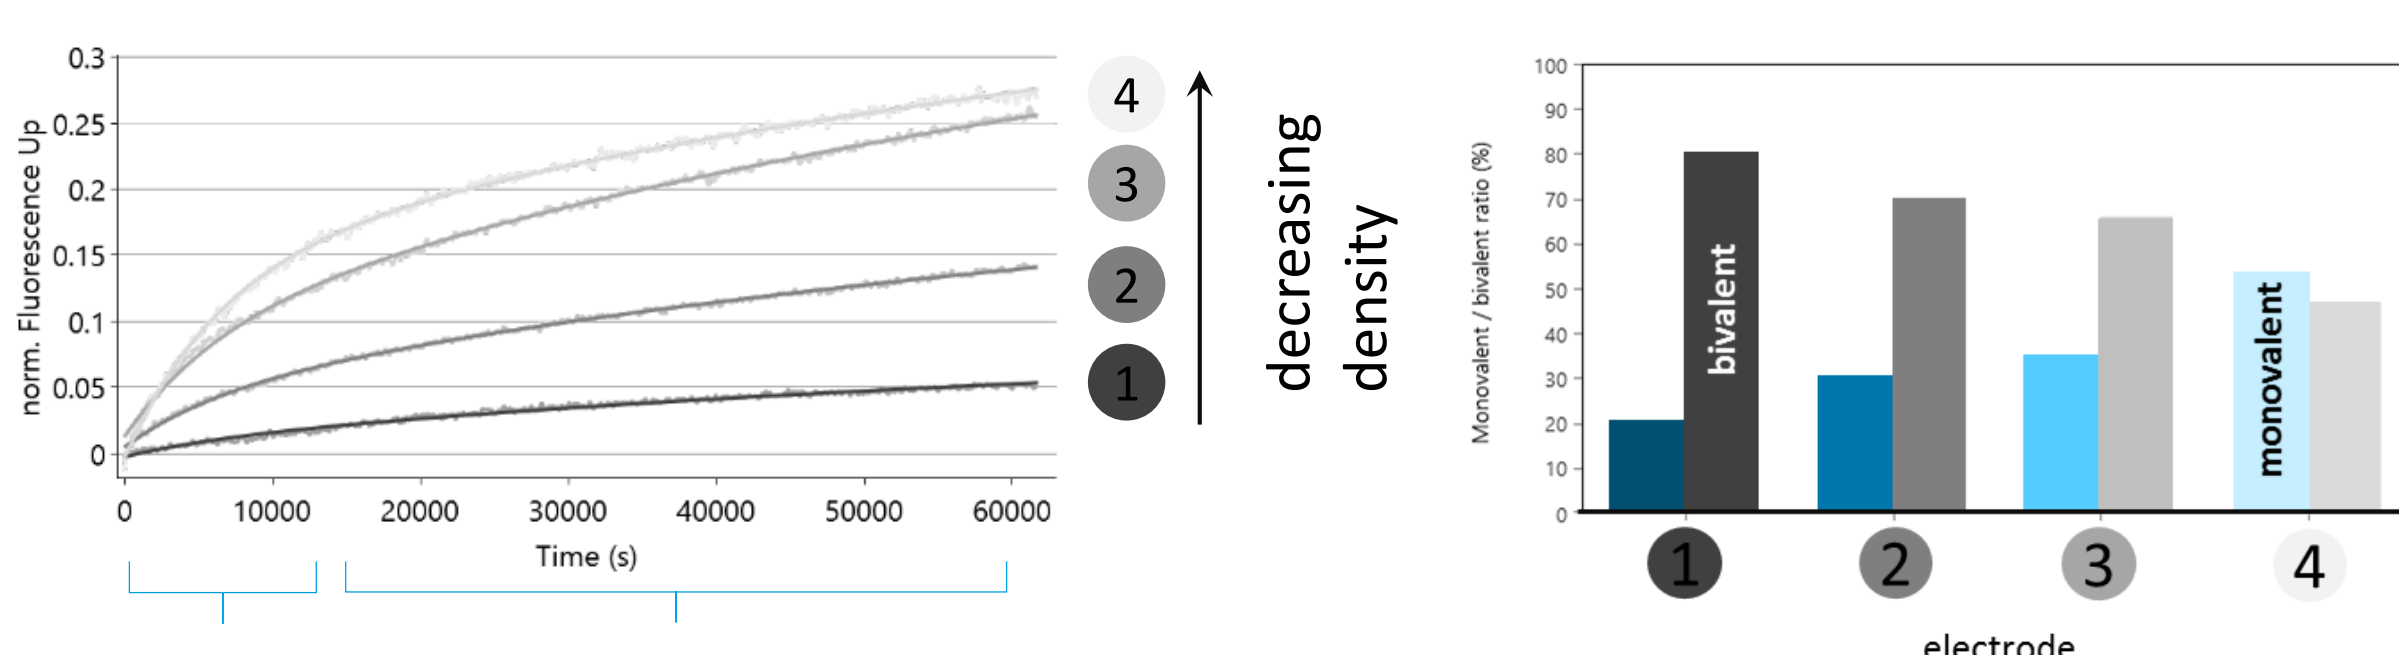 0.3
0.25
0.2
0.15
0.1
0.05
0
norm. Fluorescence Up
0 10000 20000 30000 40000 50000 60000
Time (s)
4
3
2
1
decreasing
density
100
90
80
70
60
50
40
30
20
10
0
Monovalent / bivalent ratio (%)
bivalent
monovalent
1 2 3 4
electrode